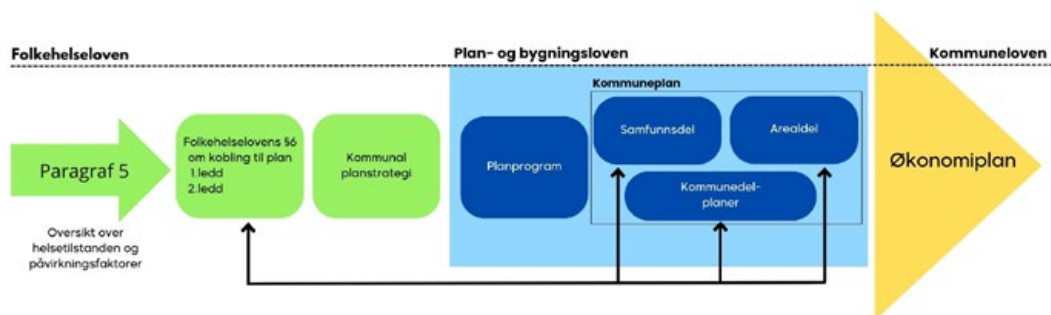 Folkehelseloven
Plan- og bygningsloven
Kommuneloven
Paragraf 5
Oversikt over
helsetilstanden og
påvirkningsfaktorer
Folkehelselovens §6
om kobling til plan
1.ledd
2.ledd
Kommunal
planstrategi
Planprogram
Kommuneplan
Samfunnsdel
Arealdel
Kommunedel-
planer
Økonomiplan